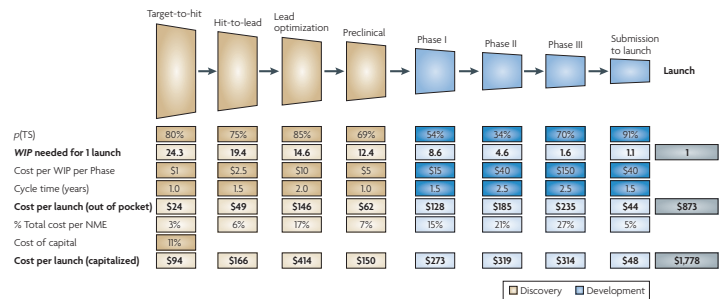 Target-to-hit Hit-to-lead Lead optimization Preclinical Phase I Phase II Phase III Submission to launch Launch
p(TS) 80% 75% 85% 69% 54% 34% 70% 91%
WIP needed for 1 launch 24.3 19.4 14.6 12.4 8.6 4.6 1.6 1.1 1
Cost per WIP per Phase $1 $2.5 $10 $5 $15 $40 $150 $40
Cycle time (years) 1.0 1.5 2.0 1.0 1.5 2.5 2.5 1.5
Cost per launch (out of pocket) $24 $49 $146 $62 $128 $185 $235 $44 $873
% Total cost per NME 3% 6% 17% 7% 15% 21% 27% 5%
Cost of capital 11%
Cost per launch (capitalized) $94 $166 $414 $150 $273 $319 $314 $48 $1,778
Discovery Development